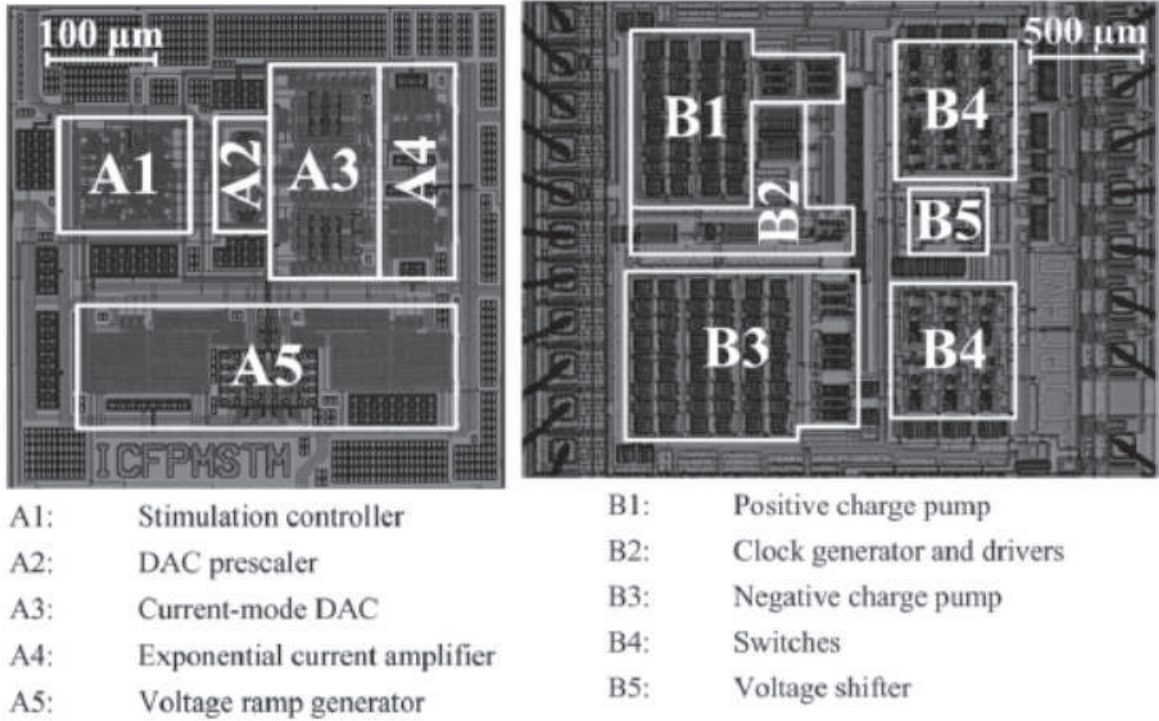 100 µm
A1
A2
A3
A4
A5
ICFPMSTM
500 µm
B1
B2
B4
B5
B3
B4
A1: Stimulation controller
A2: DAC prescaler
A3: Current-mode DAC
A4: Exponential current amplifier
A5: Voltage ramp generator
B1: Positive charge pump
B2: Clock generator and drivers
B3: Negative charge pump
B4: Switches
B5: Voltage shifter